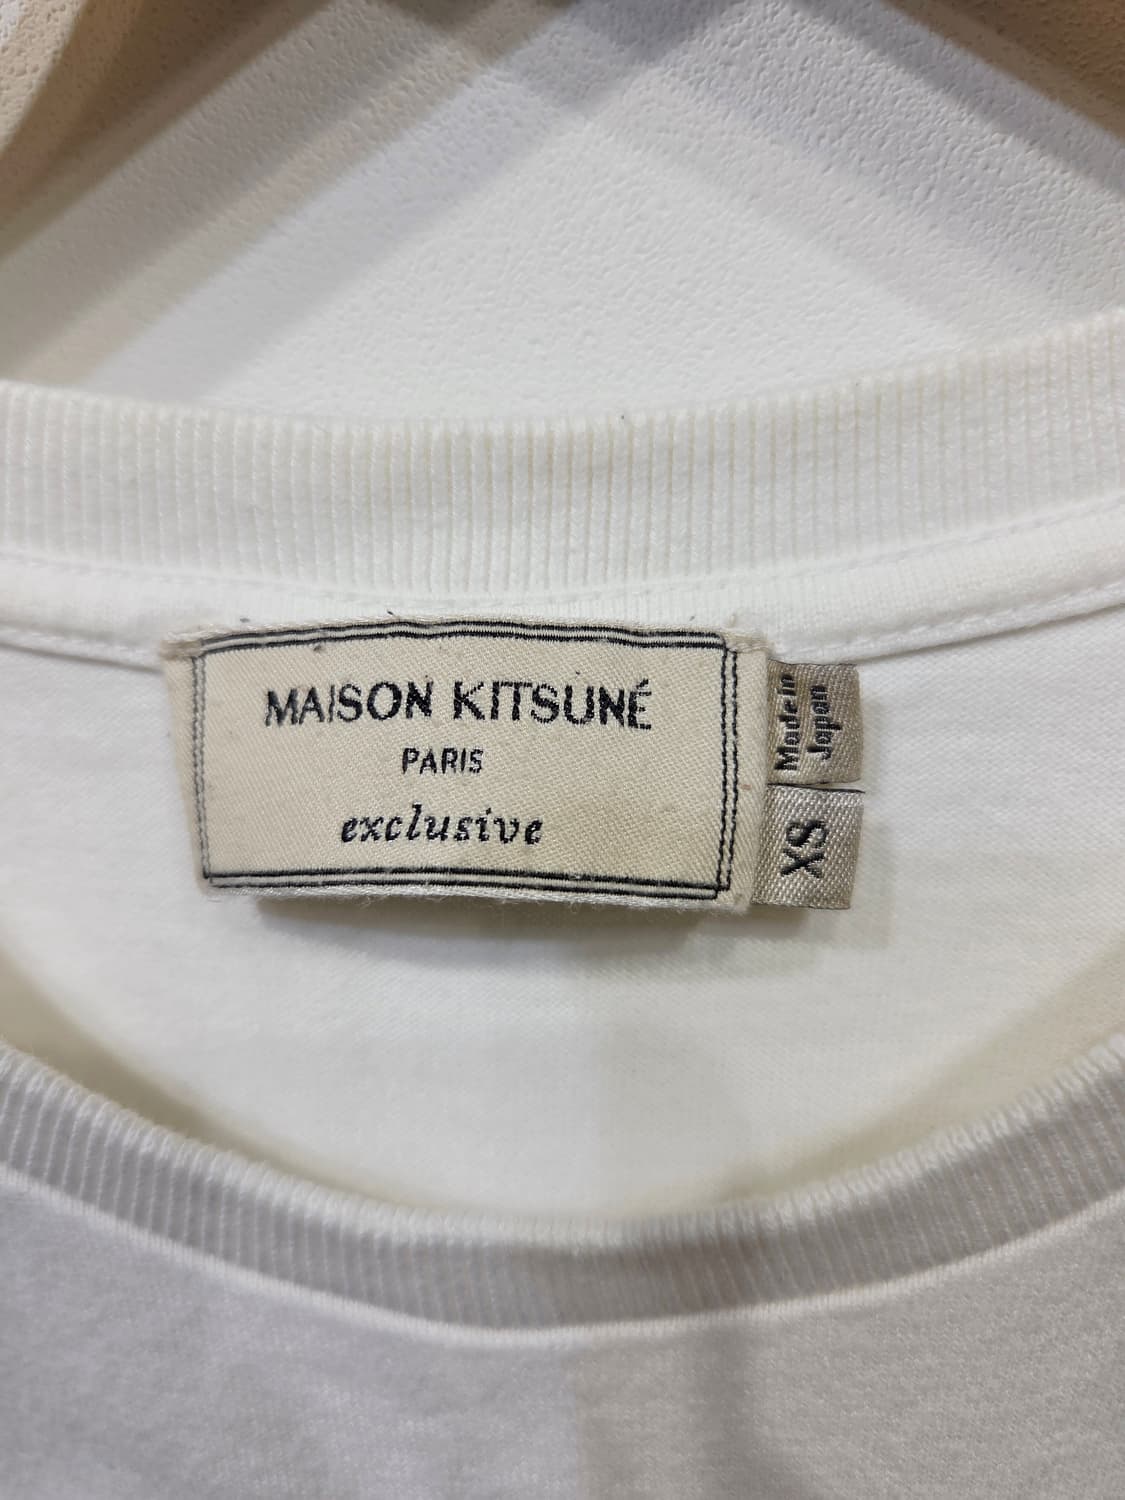 MAISON KITSUNÉ
PARIS
exclusive
Made in
Japan
XS